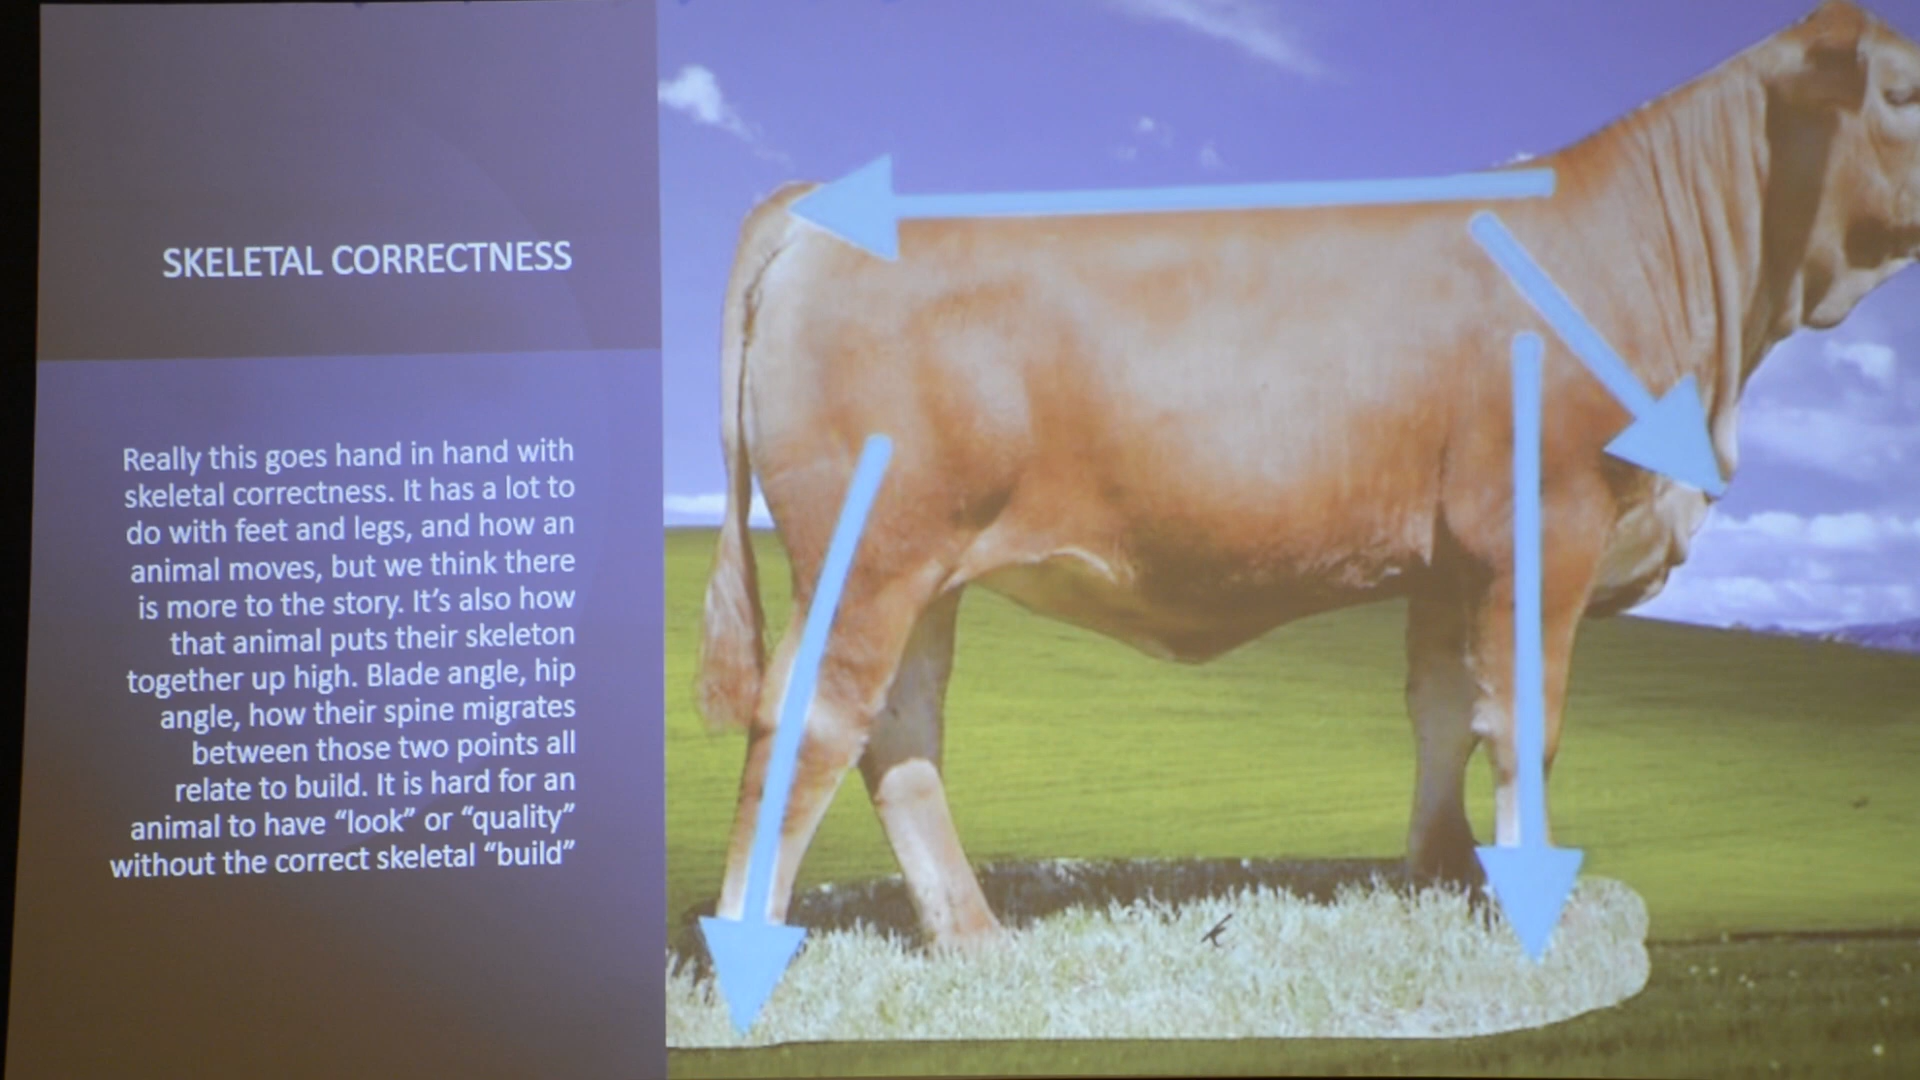 SKELETAL CORRECTNESS
Really this goes hand in hand with
skeletal correctness. It has a lot to
do with feet and legs, and how an
animal moves, but we think there
is more to the story. It’s also how
that animal puts their skeleton
together up high. Blade angle, hip
angle, how their spine migrates
between those two points all
relate to build. It is hard for an
animal to have “look” or “quality”
without the correct skeletal “build”